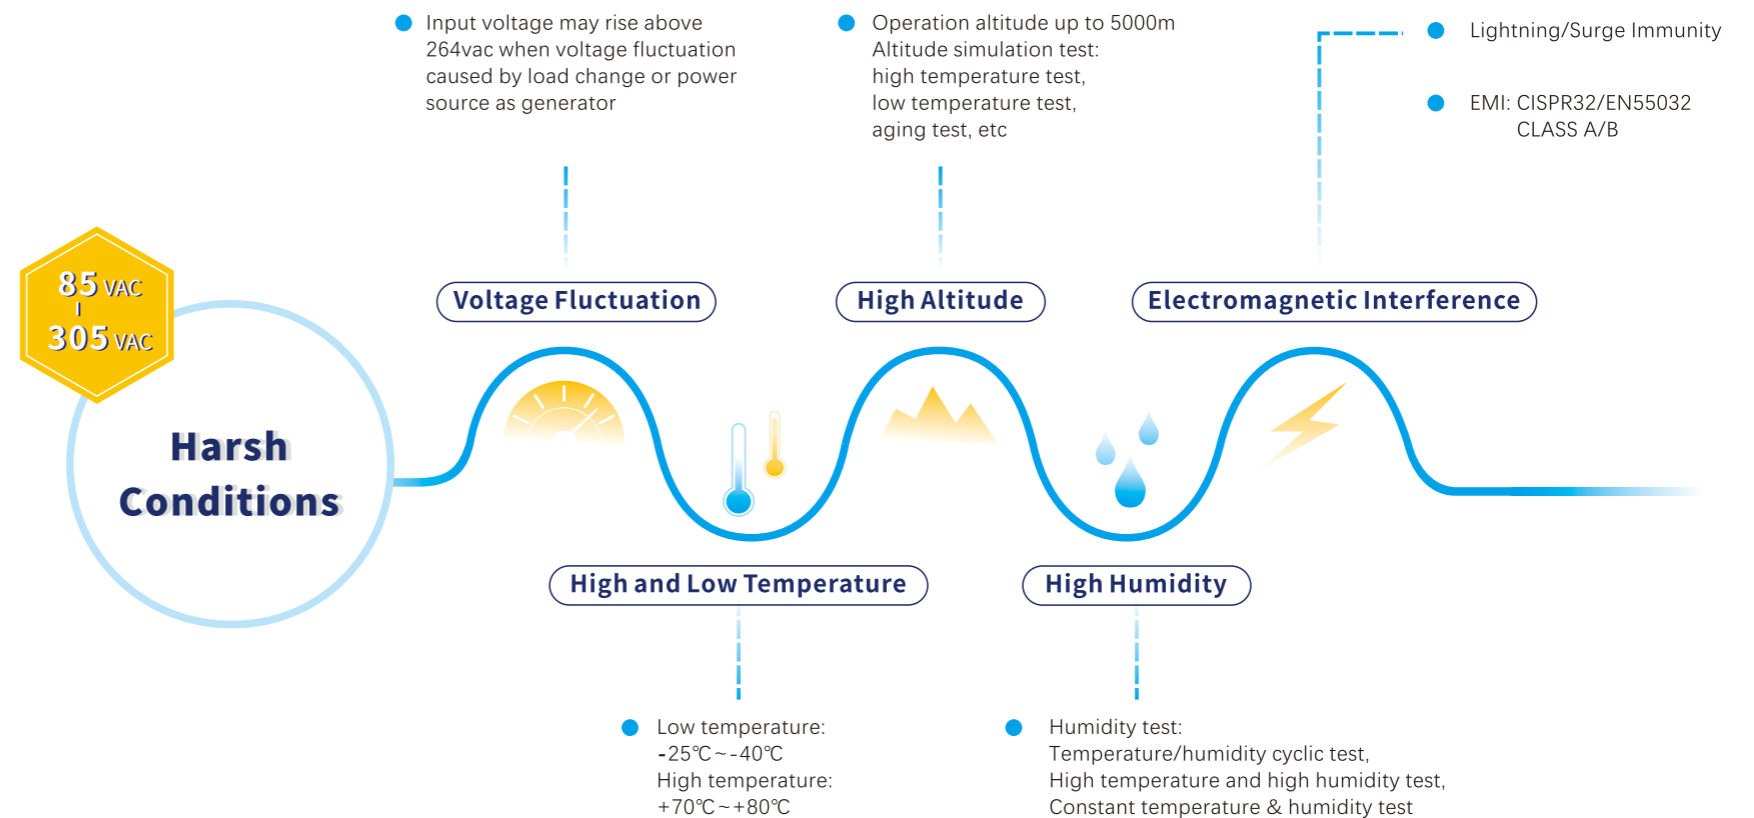 Input voltage may rise above
264vac when voltage fluctuation
caused by load change or power
source as generator
Operation altitude up to 5000m
Altitude simulation test:
high temperature test,
low temperature test,
aging test, etc
Lightning/Surge Immunity
EMI: CISPR32/EN55032
CLASS A/B
85 VAC
305 VAC
Harsh
Conditions
Voltage Fluctuation
High Altitude
Electromagnetic Interference
High and Low Temperature
High Humidity
Low temperature:
-25℃~-40℃
High temperature:
+70℃~+80℃
Humidity test:
Temperature/humidity cyclic test,
High temperature and high humidity test,
Constant temperature & humidity test